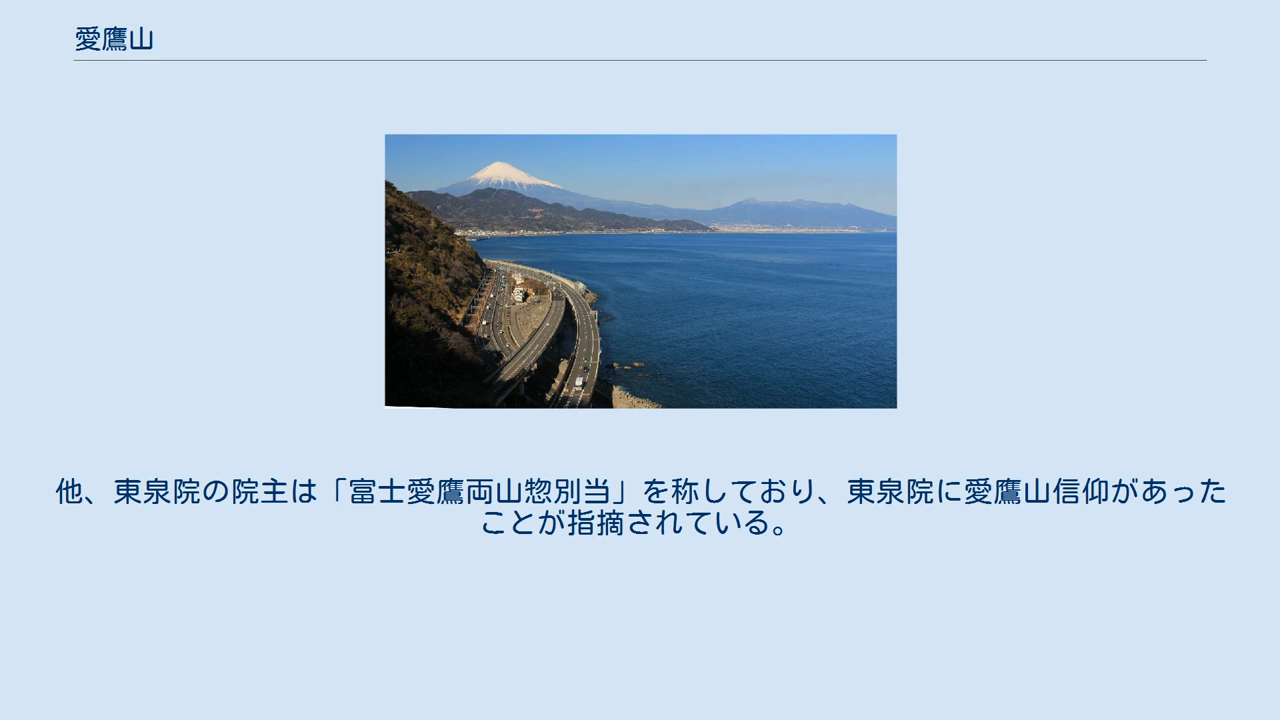 愛鷹山
他、東泉院の院主は「富士愛鷹両山惣別当」を称しており、東泉院に愛鷹山信仰があった
ことが指摘されている。